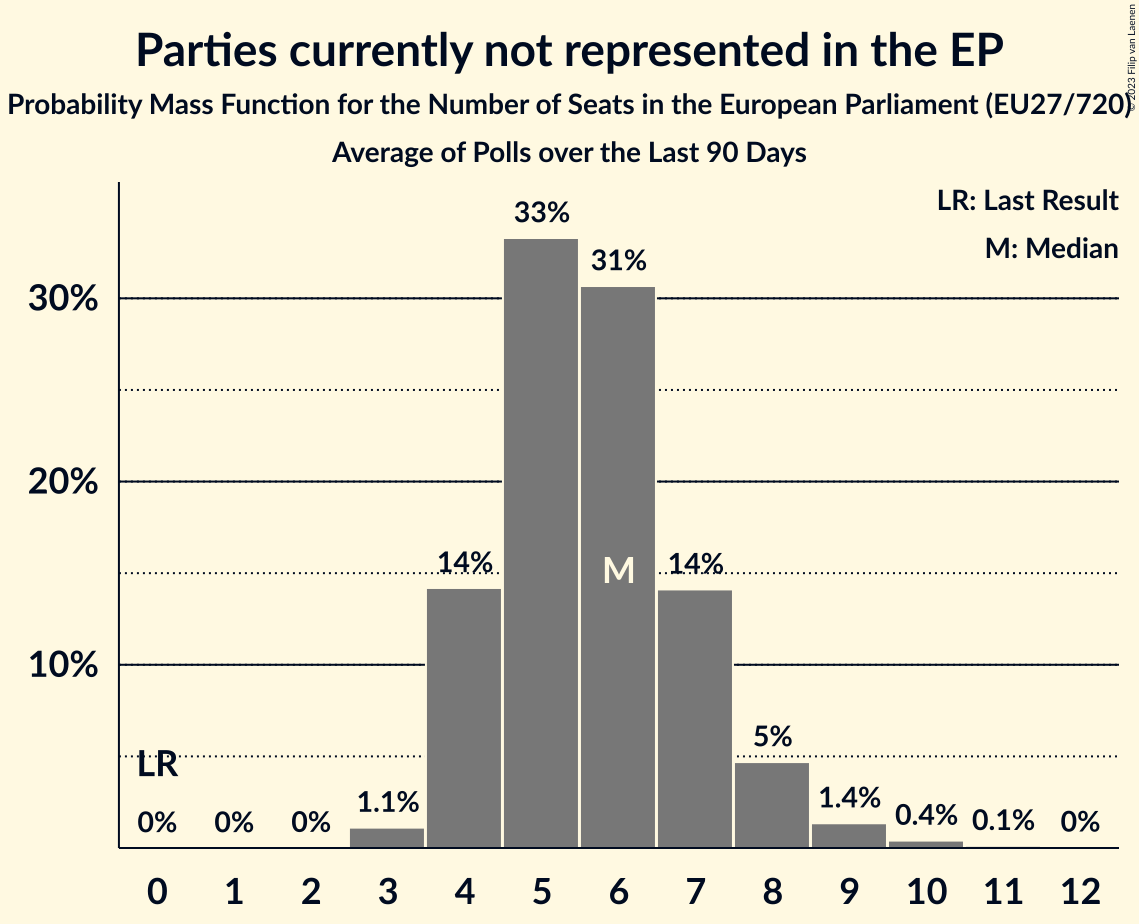 Parties currently not represented in the EP
Probability Mass Function for the Number of Seats in the European Parliament (EU27/720)
Average of Polls over the Last 90 Days
© 2023 Filip van Laenen
LR: Last Result
M: Median
33%
31%
30%
20%
14%
M
14%
10%
5%
LR
1.1%
1.4%
0.4%
0.1%
0%
0%
0%
0%
0 1 2 3 4 5 6 7 8 9 10 11 12